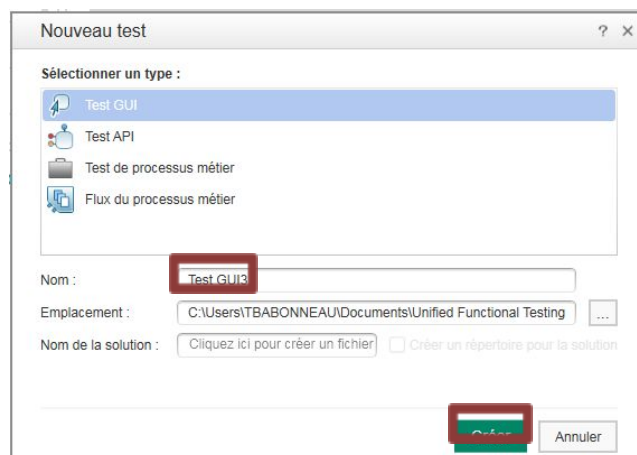 Nouveau test
? ×
Sélectionner un type :
Test GUI
Test API
Test de processus métier
Flux du processus métier
Nom : Test GUI3
Emplacement : C:\Users\TBABONNEAU\Documents\Unified Functional Testing ...
Nom de la solution : Cliquez ici pour créer un fichier Créer un répertoire pour la solution
Créer Annuler